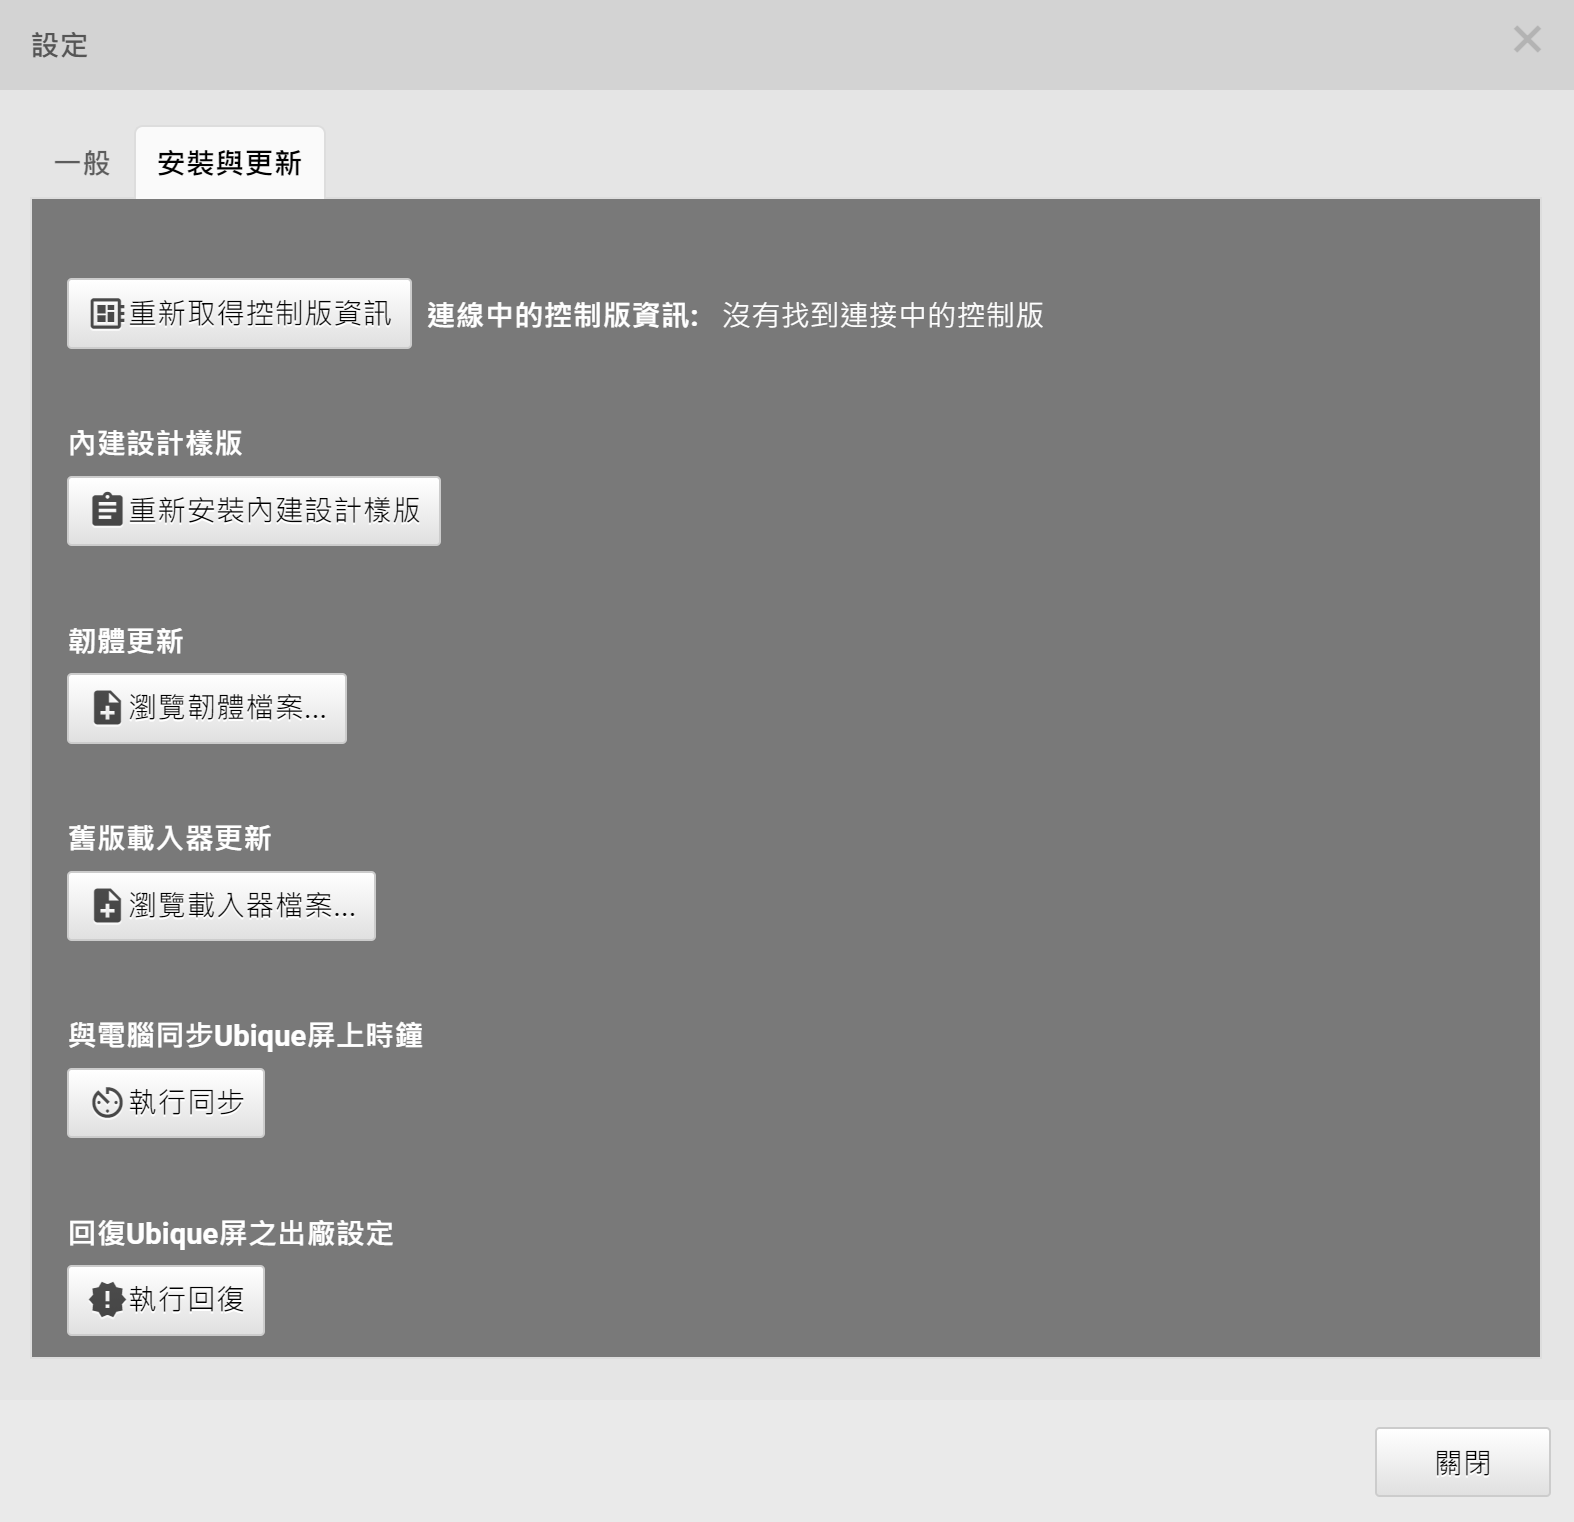 設定
一般 安裝與更新
重新取得控制版資訊 連線中的控制版資訊: 沒有找到連接中的控制版
內建設計樣版
重新安裝內建設計樣版
韌體更新
瀏覽韌體檔案...
舊版載入器更新
瀏覽載入器檔案...
與電腦同步Ubique屏上時鐘
執行同步
回復Ubique屏之出廠設定
執行回復
關閉